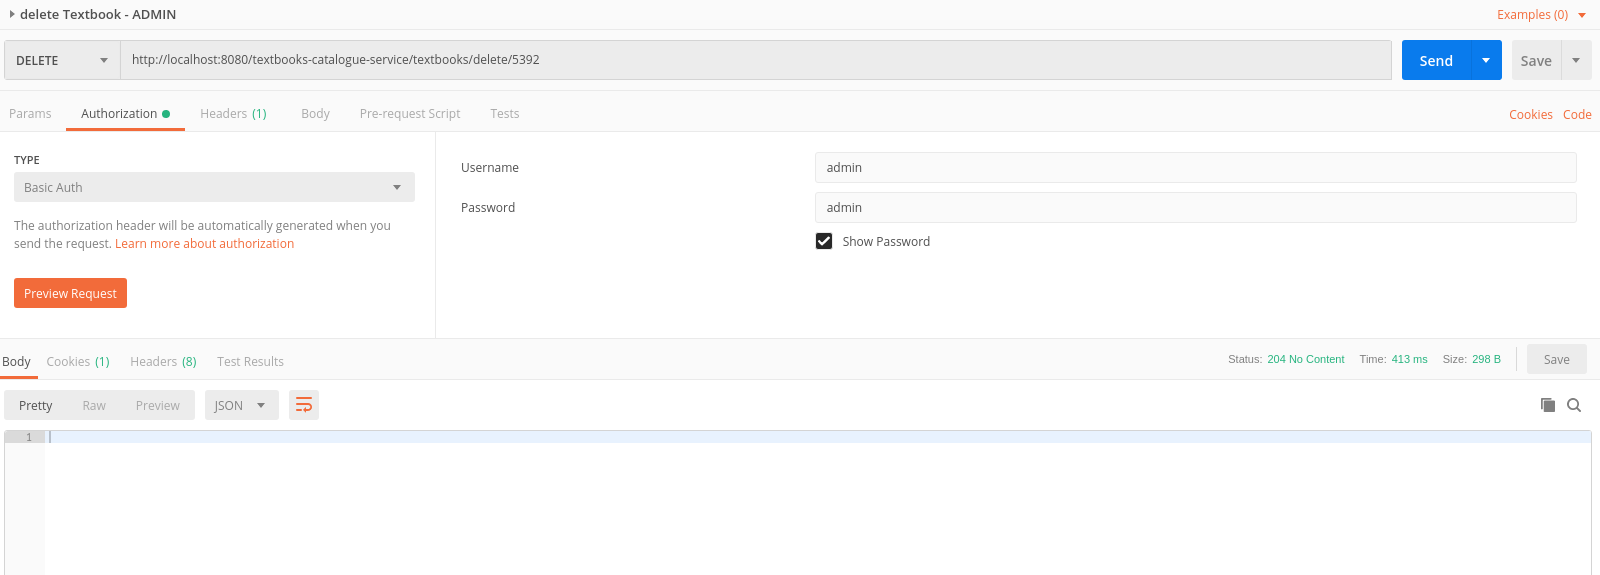 delete Textbook - ADMIN
Examples (0)
DELETE
http://localhost:8080/textbooks-catalogue-service/textbooks/delete/5392
Send
Save
Params
Authorization
Headers (1)
Body
Pre-request Script
Tests
Cookies
Code
TYPE
Basic Auth
The authorization header will be automatically generated when you
send the request. Learn more about authorization
Preview Request
Username
admin
Password
admin
Show Password
Body
Cookies (1)
Headers (8)
Test Results
Status: 204 No Content
Time: 413 ms
Size: 298 B
Save
Pretty
Raw
Preview
JSON
1